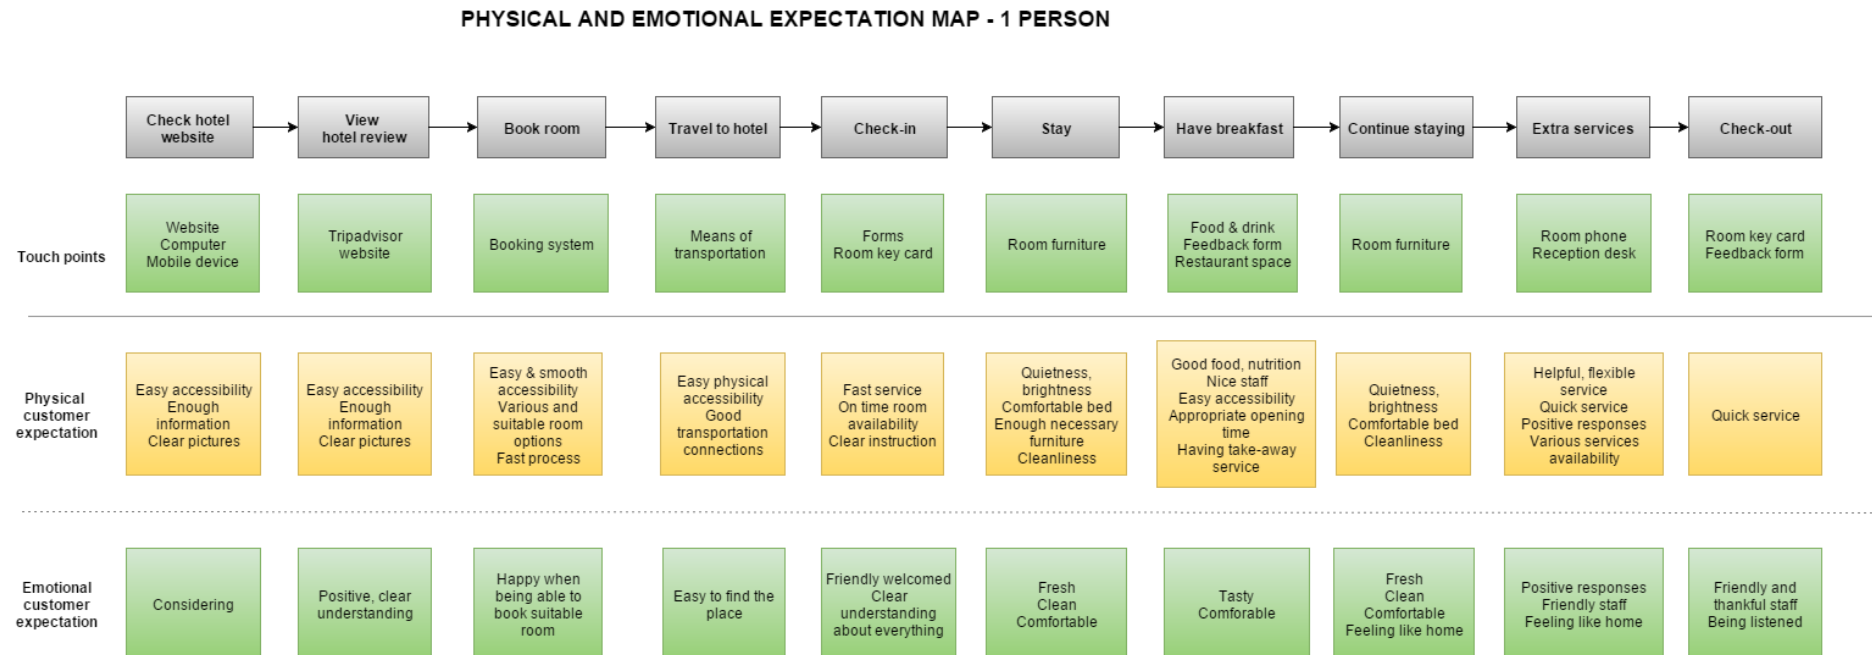 PHYSICAL AND EMOTIONAL EXPECTATION MAP - 1 PERSON
Check hotel
website
View
hotel review
Book room
Travel to hotel
Check-in
Stay
Have breakfast
Continue staying
Extra services
Check-out
Touch points
Website
Computer
Mobile device
Tripadvisor
website
Booking system
Means of
transportation
Forms
Room key card
Room furniture
Food & drink
Feedback form
Restaurant space
Room furniture
Room phone
Reception desk
Room key card
Feedback form
Physical
customer
expectation
Easy accessibility
Enough
information
Clear pictures
Easy accessibility
Enough
information
Clear pictures
Easy & smooth
accessibility
Various and
suitable room
options
Fast process
Easy physical
accessibility
Good
transportation
connections
Fast service
On time room
availability
Clear instruction
Quietness,
brightness
Comfortable bed
Enough necessary
furniture
Cleanliness
Good food, nutrition
Nice staff
Easy accessibility
Appropriate opening
time
Having take-away
service
Quietness,
brightness
Comfortable bed
Cleanliness
Helpful, flexible
service
Quick service
Positive responses
Various services
availability
Quick service
Emotional
customer
expectation
Considering
Positive, clear
understanding
Happy when
being able to
book suitable
room
Easy to find the
place
Friendly welcomed
Clear
understanding
about everything
Fresh
Clean
Comfortable
Tasty
Comforable
Fresh
Clean
Comfortable
Feeling like home
Positive responses
Friendly staff
Feeling like home
Friendly and
thankful staff
Being listened